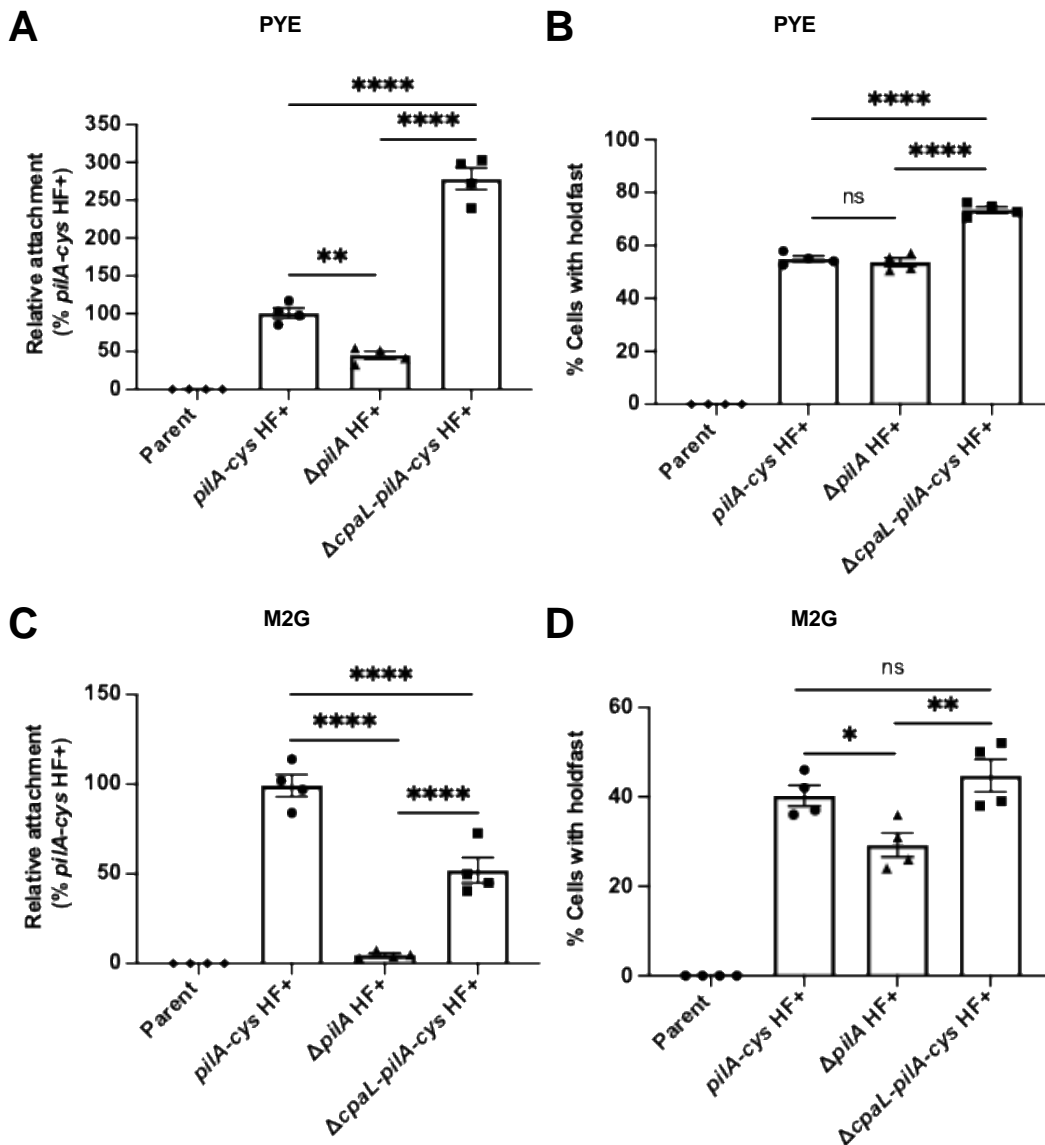 A
PYE
****
****
**
Relative attachment
(% pilA-cys HF+)
350
300
250
200
150
100
50
0
Parent
pilA-cys HF+
ΔpilA HF+
ΔcpaL-pilA-cys HF+
B
PYE
****
****
ns
% Cells with holdfast
100
80
60
40
20
0
Parent
pilA-cys HF+
ΔpilA HF+
ΔcpaL-pilA-cys HF+
C
M2G
****
****
****
Relative attachment
(% pilA-cys HF+)
150
100
50
0
Parent
pilA-cys HF+
ΔpilA HF+
ΔcpaL-pilA-cys HF+
D
M2G
ns
**
*
% Cells with holdfast
60
40
20
0
Parent
pilA-cys HF+
ΔpilA HF+
ΔcpaL-pilA-cys HF+